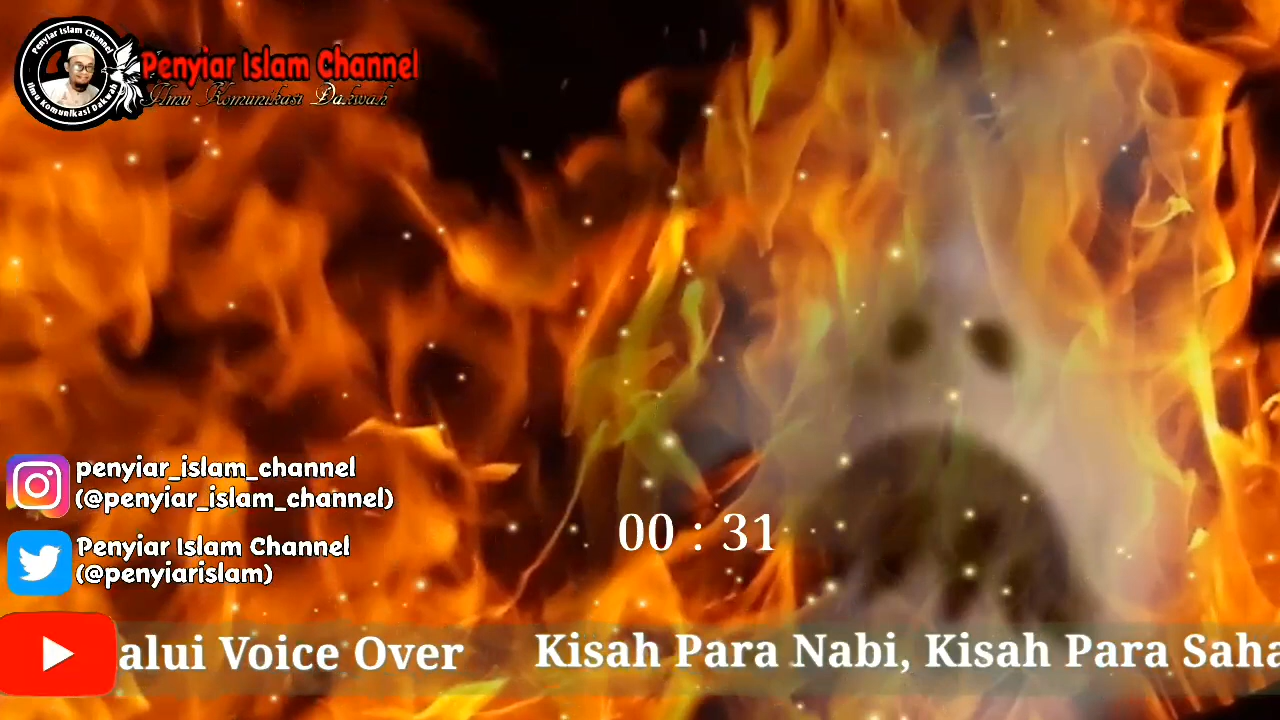 Penyiar Islam Channel
Ilmu Komunikasi Dakwah
Penyiar Islam Channel
Ilmu Komunikasi Dakwah
penyiar_islam_channel
(@penyiar_islam_channel)
Penyiar Islam Channel
(@penyiarislam)
00 : 31
alui Voice Over Kisah Para Nabi, Kisah Para Saha